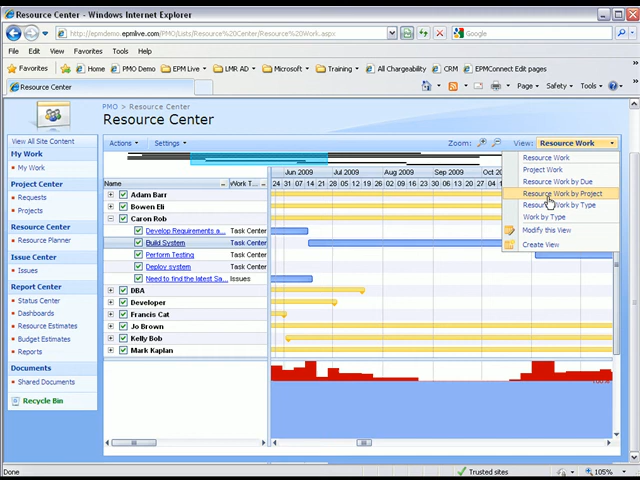 Resource Center - Windows Internet Explorer
http://epmdemo.epmlive.com/PMO/Lists/Resource%20Center/Resource%20Work.aspx
Google
File Edit View Favorites Tools Help
Favorites Home PMO Demo EPM Live LMR AD Microsoft Training All Chargeability CRM EPMConnect Edit pages
Resource Center
Page Safety Tools
PMO > Resource Center
Resource Center
View All Site Content
My Work
My Work
Project Center
Requests
Projects
Resource Center
Resource Planner
Issue Center
Issues
Report Center
Status Center
Dashboards
Resource Estimates
Budget Estimates
Reports
Documents
Shared Documents
Recycle Bin
Actions Settings Zoom: View: Resource Work
Resource Work
Project Work
Resource Work by Due
Resource Work by Project
Resource Work by Type
Work by Type
Modify this View
Create View
Jun 2009 Jul 2009 Aug 2009 Sep 2009
Name Work T...
24 31 07 14 21 28 05 12 19 26 02 09 16 23 30 06 13 20 27 04
Adam Barr
Bowen Eli
Caron Rob
Develop Requirements a... Task Center
Build System Task Center
Perform Testing Task Center
Deploy system Task Center
Need to find the latest Sa... Issues
DBA
Developer
Francis Cat
Jo Brown
Kelly Bob
Mark Kaplan
100%
Done Trusted sites 105%